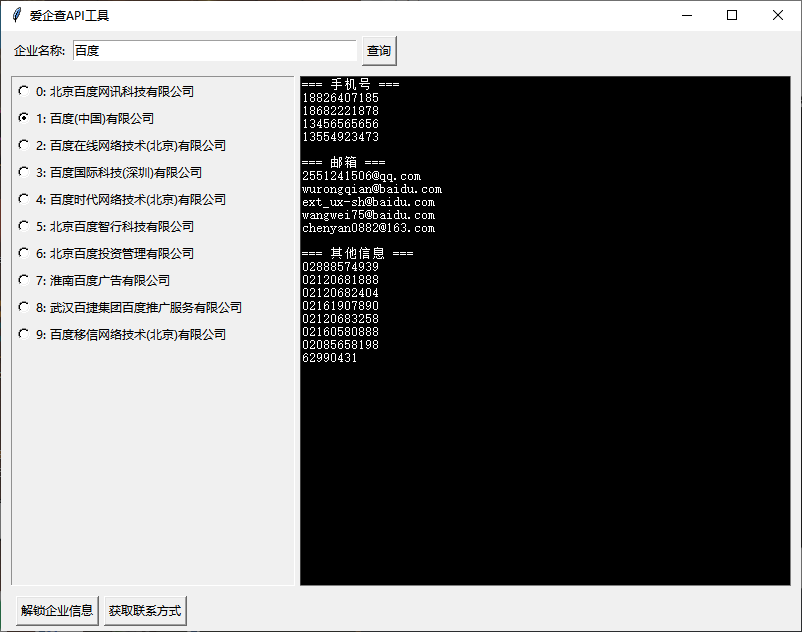 爱企查API工具
企业名称: 百度 查询
0: 北京百度网讯科技有限公司
1: 百度(中国)有限公司
2: 百度在线网络技术(北京)有限公司
3: 百度国际科技(深圳)有限公司
4: 百度时代网络技术(北京)有限公司
5: 北京百度智行科技有限公司
6: 北京百度投资管理有限公司
7: 淮南百度广告有限公司
8: 武汉百捷集团百度推广服务有限公司
9: 百度移信网络技术(北京)有限公司
=== 手机号 ===
18826407185
18682221878
13456565656
13554923473
=== 邮箱 ===
2551241506@qq.com
wurongqian@baidu.com
ext_ux-sh@baidu.com
wangwei75@baidu.com
chenyan0882@163.com
=== 其他信息 ===
02888574939
02120681888
02120682404
02161907890
02120683258
02160580888
02085658198
62990431
解锁企业信息 获取联系方式